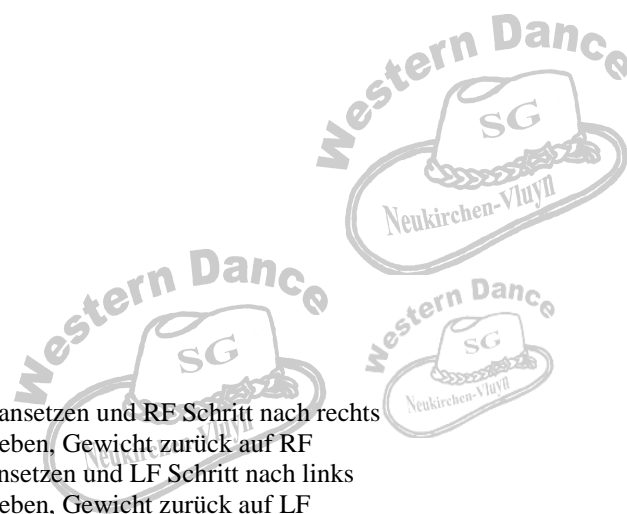 Western Dance
SG
Neukirchen-Vluyn
Western Dance
SG
Western Dance
SG
Neukirchen-Vluyn
ansetzen und RF Schritt nach rechts
eben, Gewicht zurück auf RF
nsetzen und LF Schritt nach links
eben, Gewicht zurück auf LF